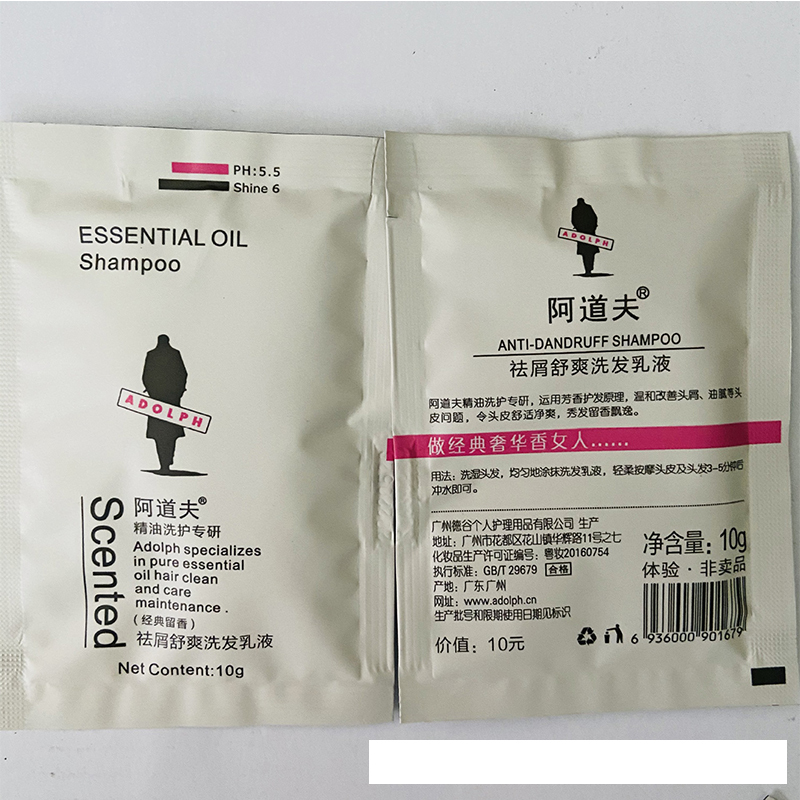 PH:5.5
Shine 6
ESSENTIAL OIL
Shampoo
ADOLPH
Scented
阿道夫®
精油洗护专研
Adolph specializes
in pure essential
oil hair clean
and care
maintenance .
(经典留香)
祛屑舒爽洗发乳液
Net Content:10g
ADOLPH
阿道夫®
ANTI-DANDRUFF SHAMPOO
祛屑舒爽洗发乳液
阿道夫精油洗护专研，运用芳香护发原理，温和改善头屑、油腻等头
皮问题，令头皮舒适净爽，秀发留香飘逸。
做经典奢华香女人......
用法：洗湿头发，均匀地涂抹洗发乳液，轻柔按摩头皮及头发3-5分钟后
冲水即可。
广州德谷个人护理用品有限公司 生产
地址：广州市花都区花山镇华辉路11号之七
化妆品生产许可证编号：粤妆20160754
执行标准：GB/T 29679 合格
产地：广东广州
网址：www.adolph.cn
生产批号和限期使用日期见标识
价值：10元
净含量：10g
体验·非卖品
6 936000 901679